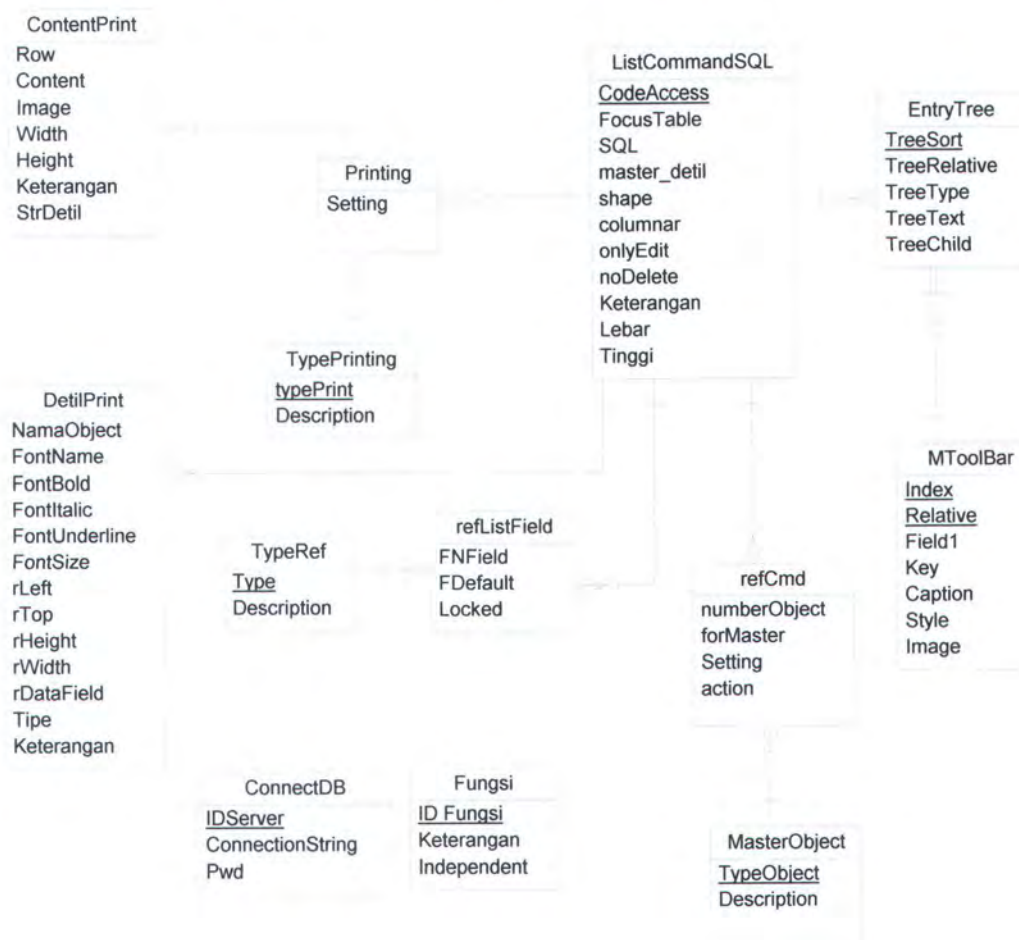 ContentPrint
Row
Content
Image
Width
Height
Keterangan
StrDetil
Printing
Setting
TypePrinting
typePrint
Description
ListCommandSQL
CodeAccess
FocusTable
SQL
master_detil
shape
columnar
onlyEdit
noDelete
Keterangan
Lebar
Tinggi
EntryTree
TreeSort
TreeRelative
TreeType
TreeText
TreeChild
DetilPrint
NamaObject
FontName
FontBold
FontItalic
FontUnderline
FontSize
rLeft
rTop
rHeight
rWidth
rDataField
Tipe
Keterangan
TypeRef
Type
Description
refListField
FNField
FDefault
Locked
refCmd
numberObject
forMaster
Setting
action
MToolBar
Index
Relative
Field1
Key
Caption
Style
Image
ConnectDB
IDServer
ConnectionString
Pwd
Fungsi
ID Fungsi
Keterangan
Independent
MasterObject
TypeObject
Description